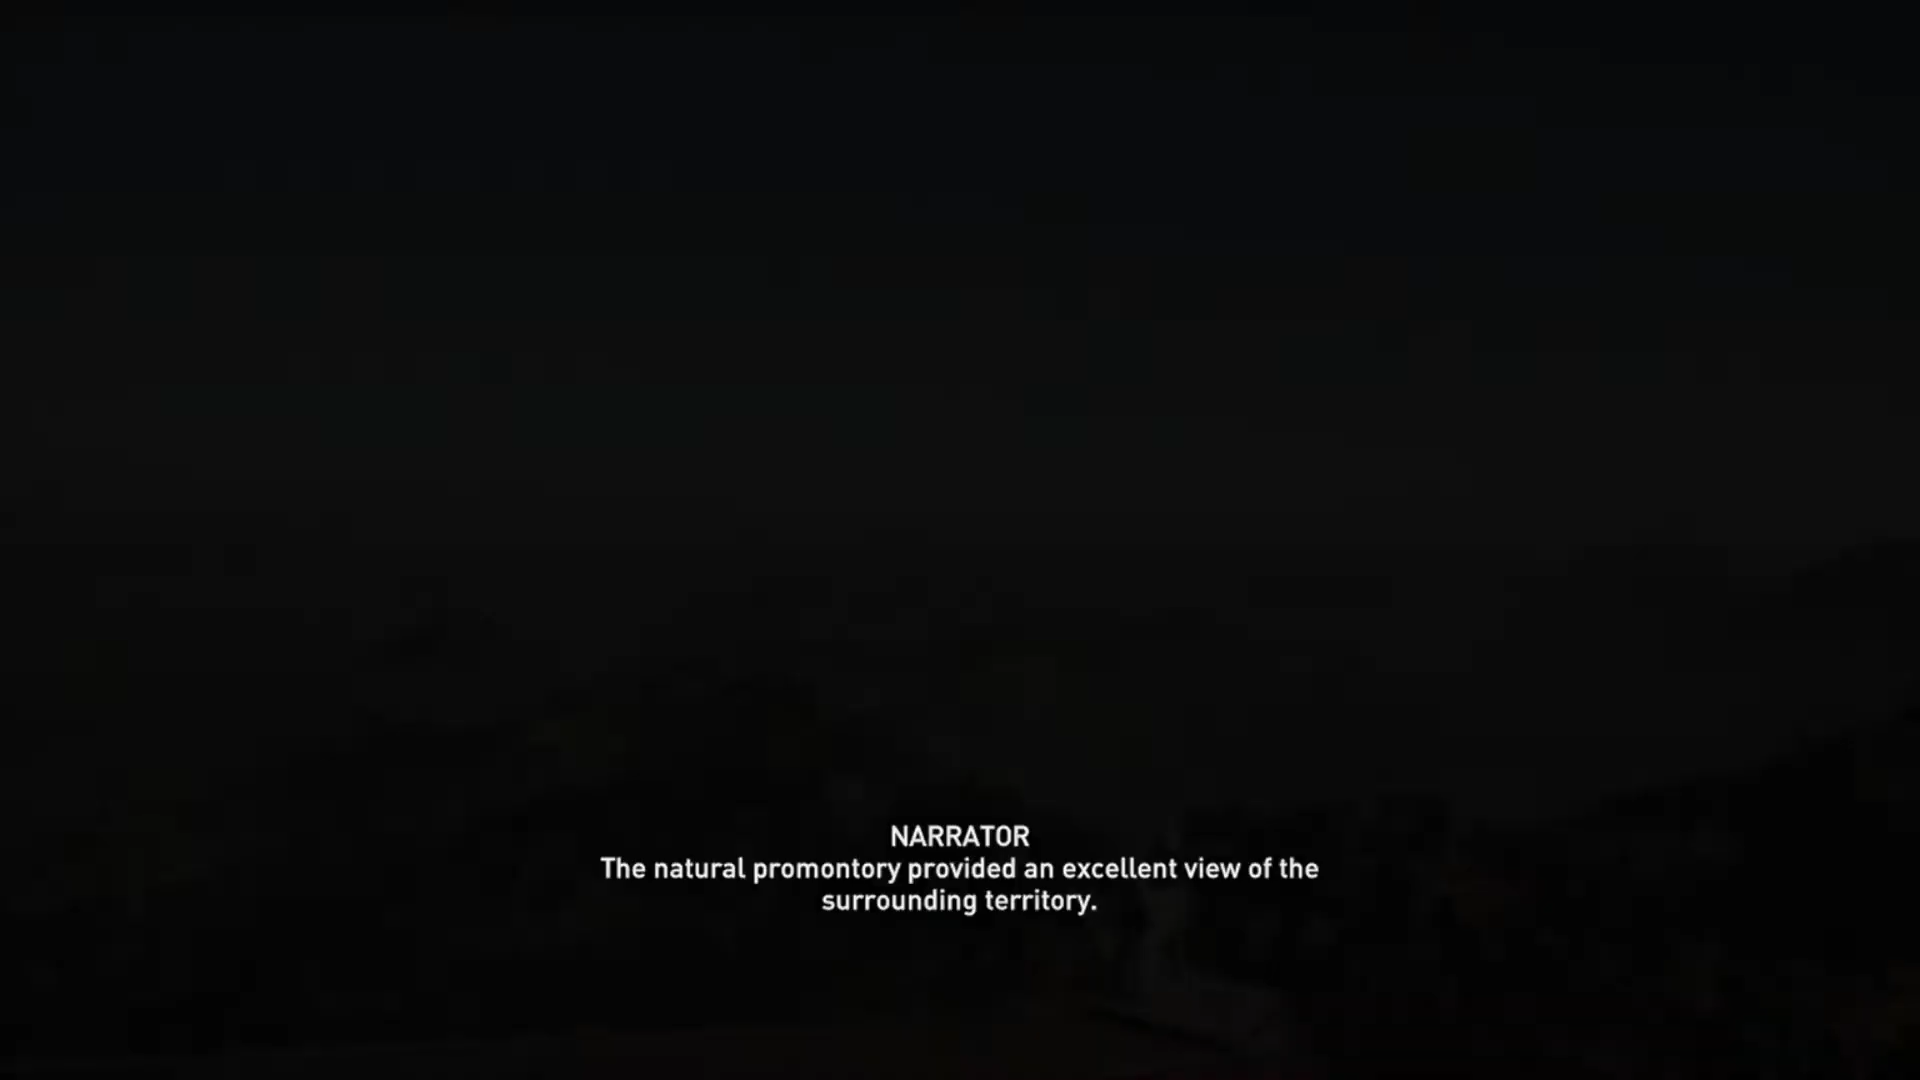 NARRATOR
The natural promontory provided an excellent view of the
surrounding territory.